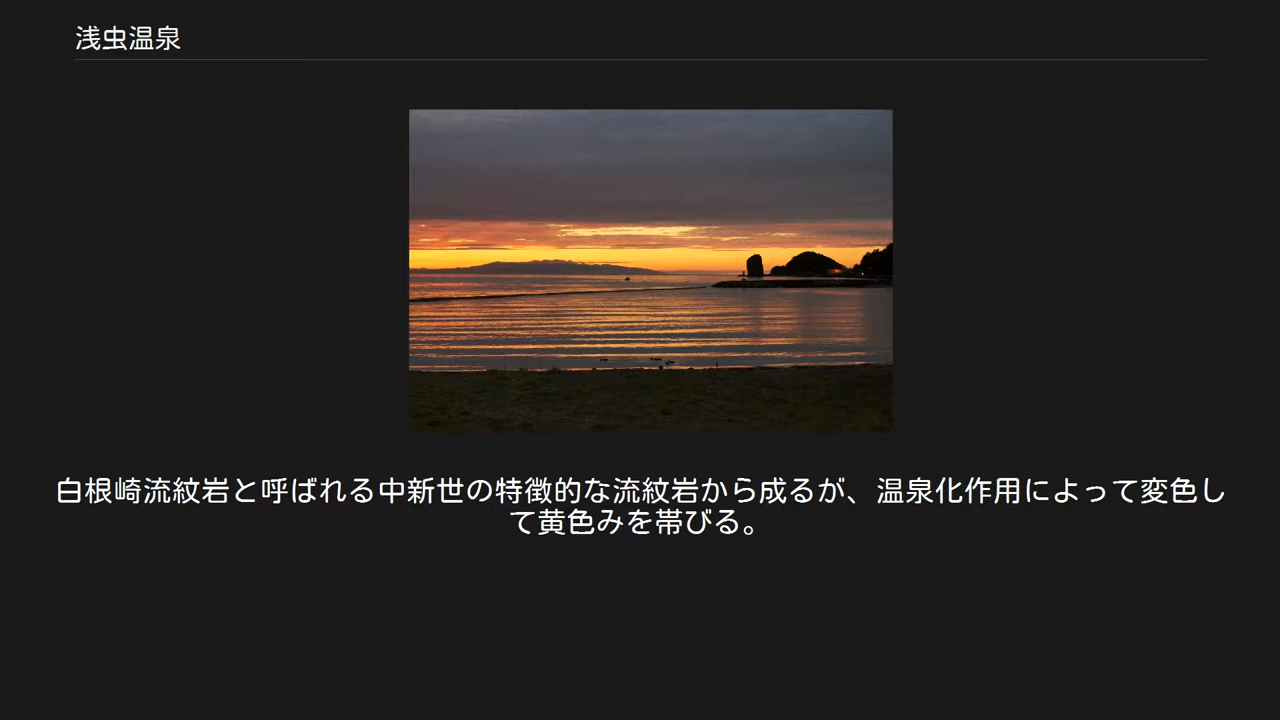 浅虫温泉
白根崎流紋岩と呼ばれる中新世の特徴的な流紋岩から成るが、温泉化作用によって変色し
て黄色みを帯びる。